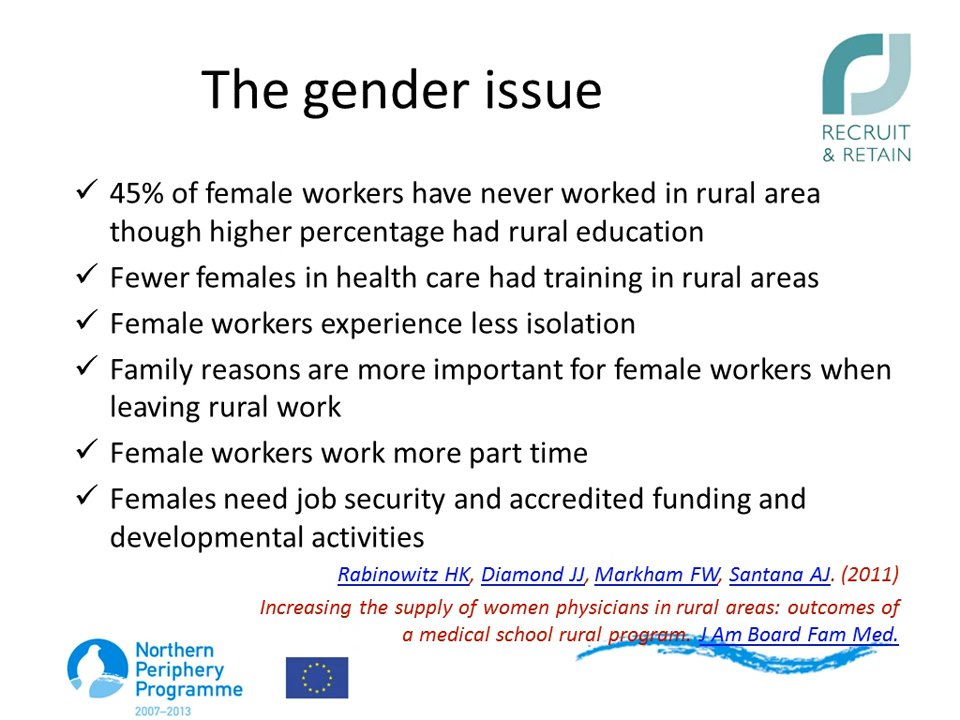 The gender issue
RECRUIT
& RETAIN
✓ 45% of female workers have never worked in rural area
though higher percentage had rural education
✓ Fewer females in health care had training in rural areas
✓ Female workers experience less isolation
✓ Family reasons are more important for female workers when
leaving rural work
✓ Female workers work more part time
✓ Females need job security and accredited funding and
developmental activities
Rabinowitz HK, Diamond JJ, Markham FW, Santana AJ. (2011)
Increasing the supply of women physicians in rural areas: outcomes of
a medical school rural program. J Am Board Fam Med.
Northern
Periphery
Programme
2007–2013